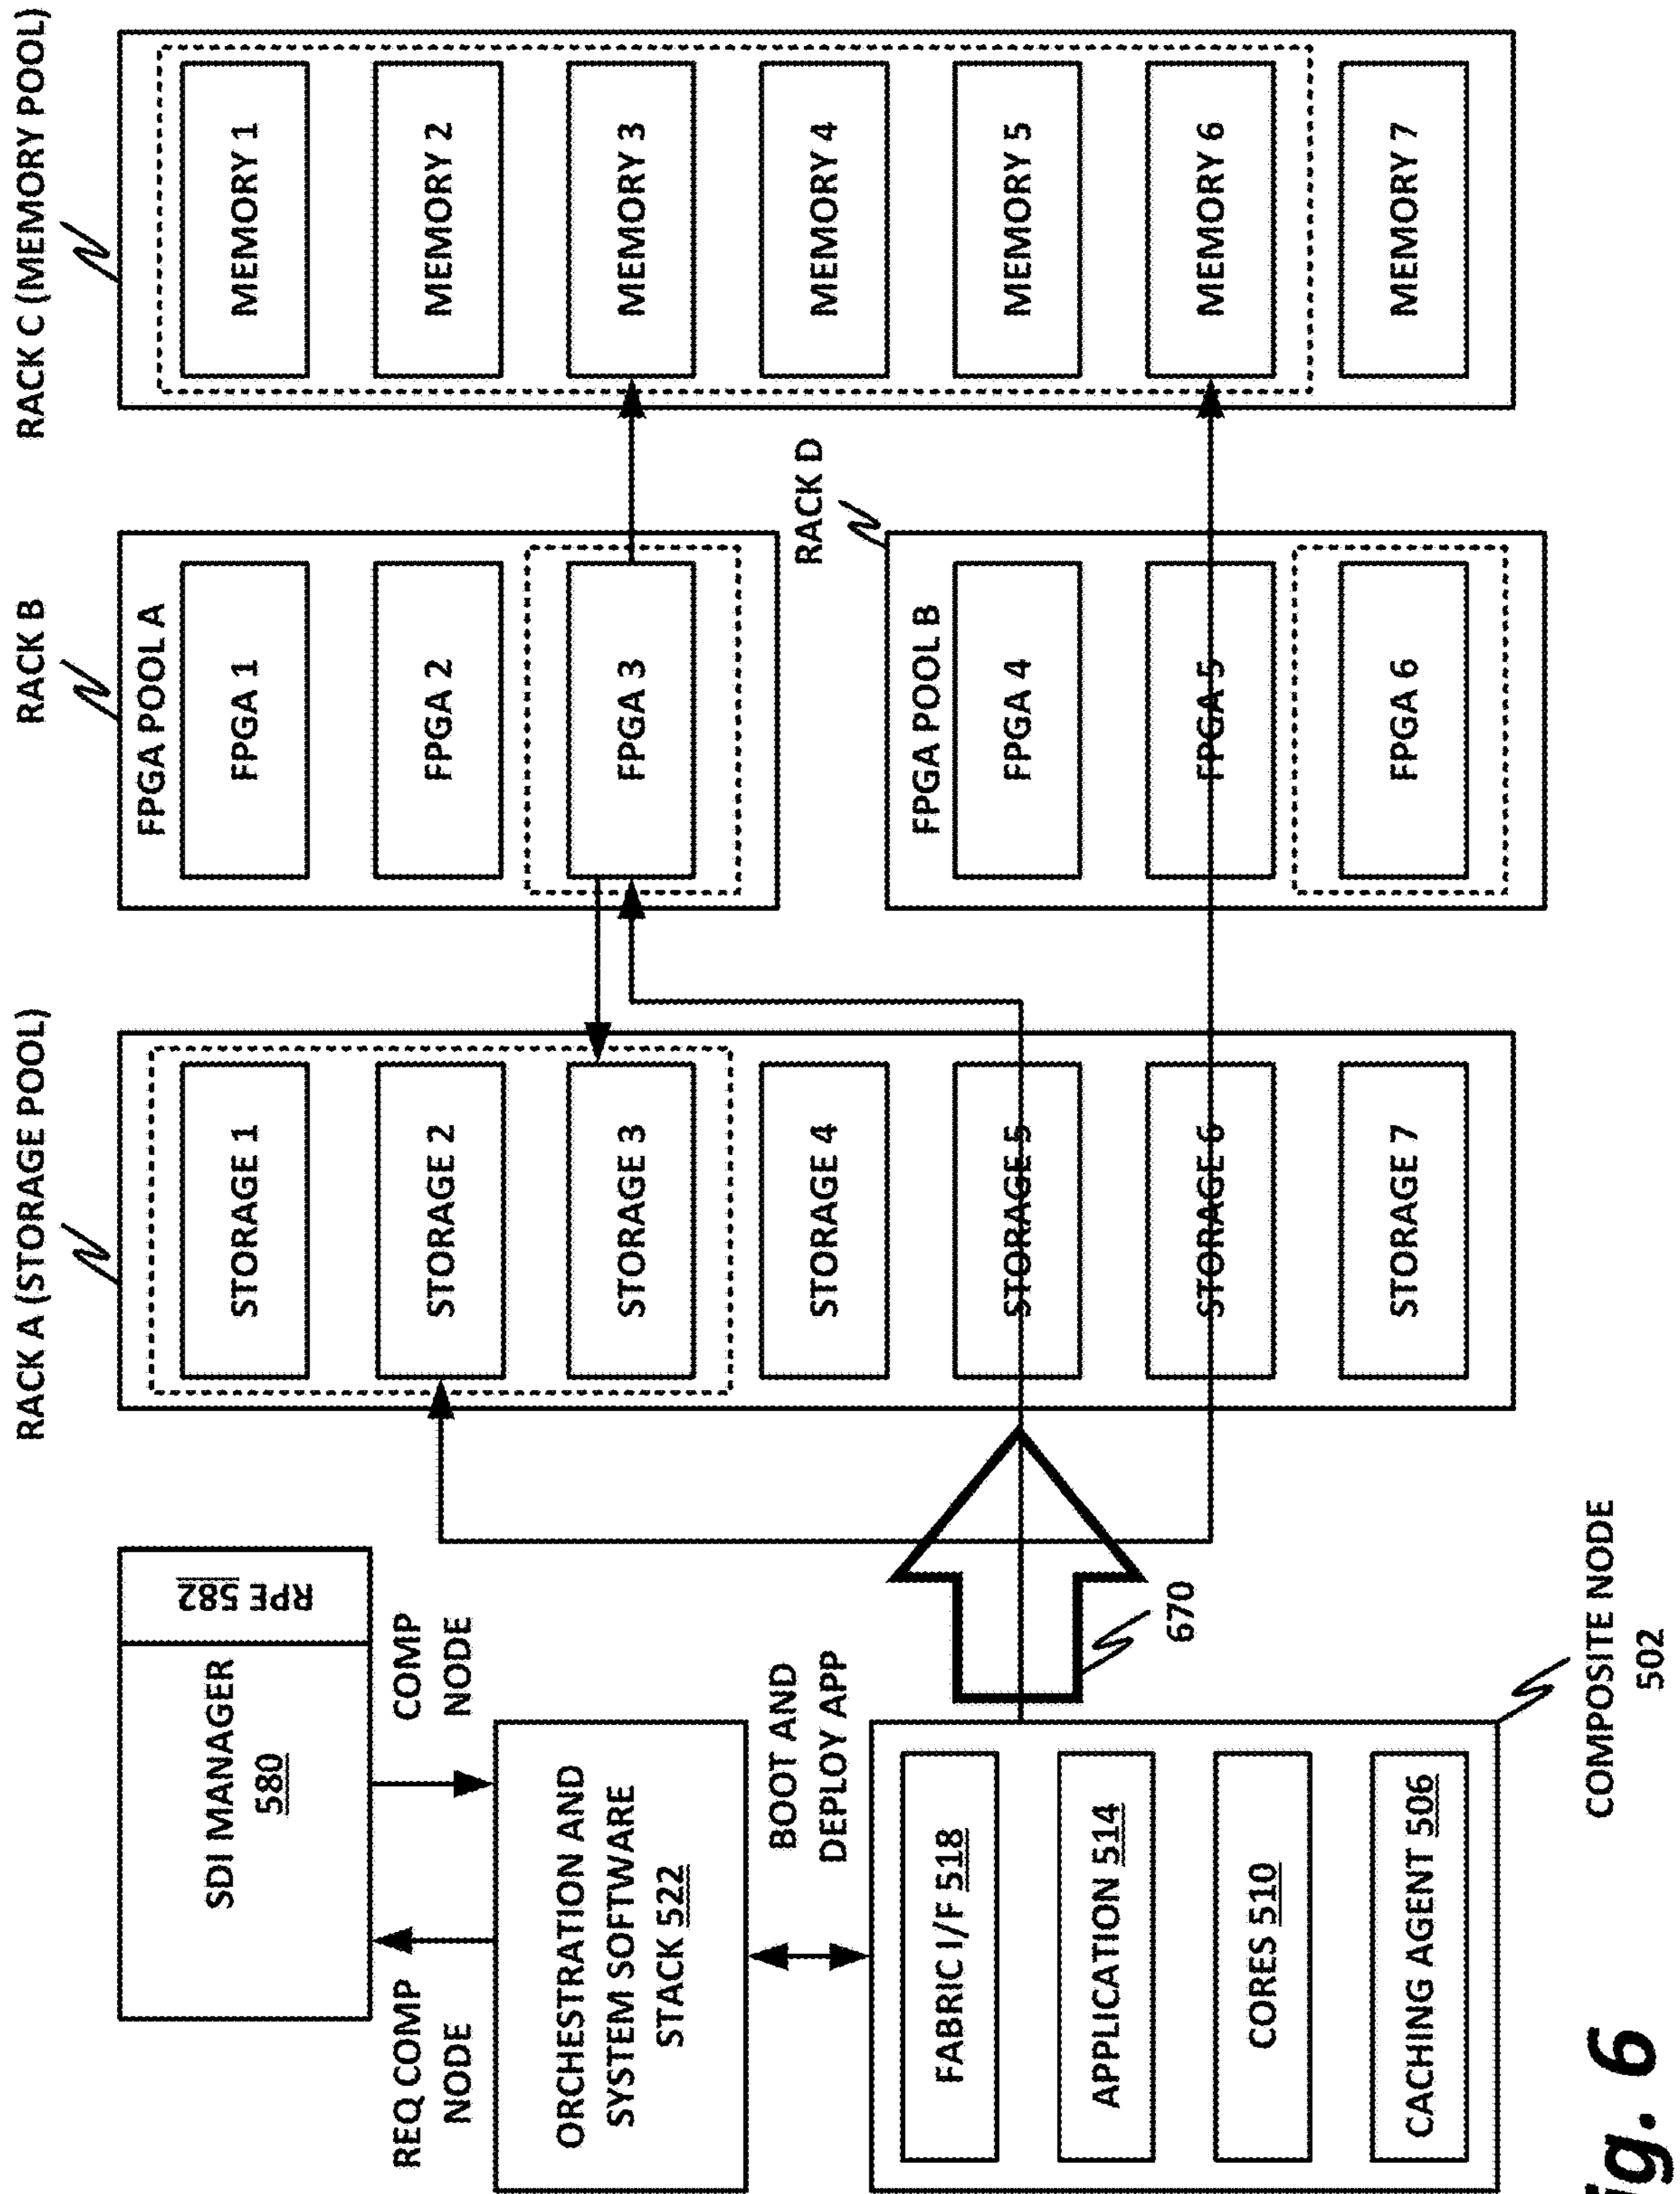 SDI MANAGER
580
RPE 582
REQ COMP
NODE
COMP
NODE
ORCHESTRATION AND
SYSTEM SOFTWARE
STACK 522
BOOT AND
DEPLOY APP
FABRIC I/F 518
APPLICATION 514
CORES 510
CACHING AGENT 506
COMPOSITE NODE
502
670
RACK A (STORAGE POOL)
STORAGE 1
STORAGE 2
STORAGE 3
STORAGE 4
STORAGE 5
STORAGE 6
STORAGE 7
RACK B
FPGA POOL A
FPGA 1
FPGA 2
FPGA 3
RACK D
FPGA POOL B
FPGA 4
FPGA 5
FPGA 6
RACK C (MEMORY POOL)
MEMORY 1
MEMORY 2
MEMORY 3
MEMORY 4
MEMORY 5
MEMORY 6
MEMORY 7
ig. 6